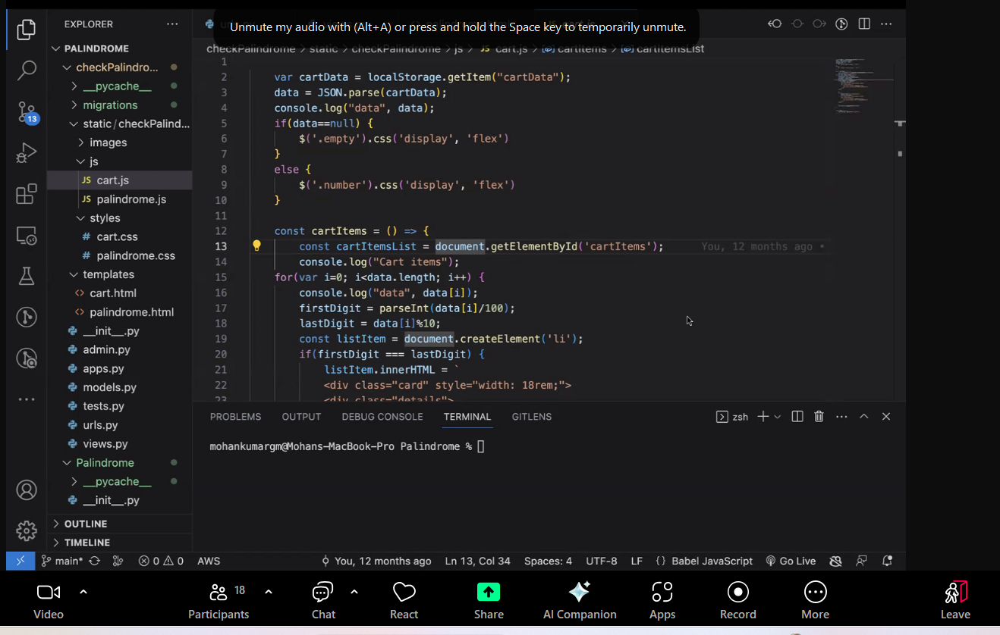 Unmute my audio with (Alt+A) or press and hold the Space key to temporarily unmute.
EXPLORER
PALINDROME
checkPalindro...
__pycache__
migrations
static/checkPalind...
images
js
JS cart.js
JS palindrome.js
styles
# cart.css
# palindrome.css
templates
<> cart.html
<> palindrome.html
__init__.py
admin.py
apps.py
models.py
tests.py
urls.py
views.py
Palindrome
__pycache__
__init__.py
OUTLINE
TIMELINE
13
checkPalindrome > static > checkPalindrome > js > JS cart.js > cartItems > cartItemsList
1
2 var cartData = localStorage.getItem("cartData");
3 data = JSON.parse(cartData);
4 console.log("data", data);
5 if(data==null) {
6 $('.empty').css('display', 'flex')
7 }
8 else {
9 $('.number').css('display', 'flex')
10 }
11
12 const cartItems = () => {
13 const cartItemsList = document.getElementById('cartItems'); You, 12 months ago •
14 console.log("Cart items");
15 for(var i=0; i<data.length; i++) {
16 console.log("data", data[i]);
17 firstDigit = parseInt(data[i]/100);
18 lastDigit = data[i]%10;
19 const listItem = document.createElement('li');
20 if(firstDigit === lastDigit) {
21 listItem.innerHTML = `
22 <div class="card" style="width: 18rem;">
23 <div class="details">
PROBLEMS OUTPUT DEBUG CONSOLE TERMINAL GITLENS zsh
mohankumargm@Mohans-MacBook-Pro Palindrome %
main* 0 0 AWS You, 12 months ago Ln 13, Col 34 Spaces: 4 UTF-8 LF {} Babel JavaScript Go Live
18
Video Participants Chat React Share AI Companion Apps Record More Leave